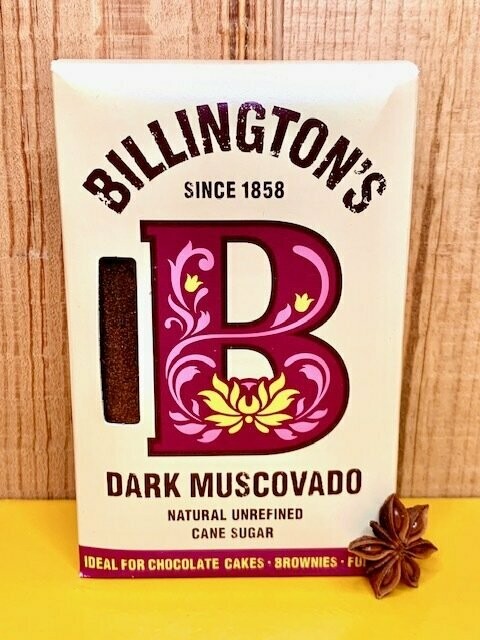 BILLINGTON'S
SINCE 1858
B
DARK MUSCOVADO
NATURAL UNREFINED
CANE SUGAR
IDEAL FOR CHOCOLATE CAKES · BROWNIES ·